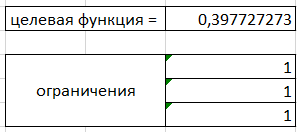 целевая функция = 0,397727273
1
ограничения 1
1